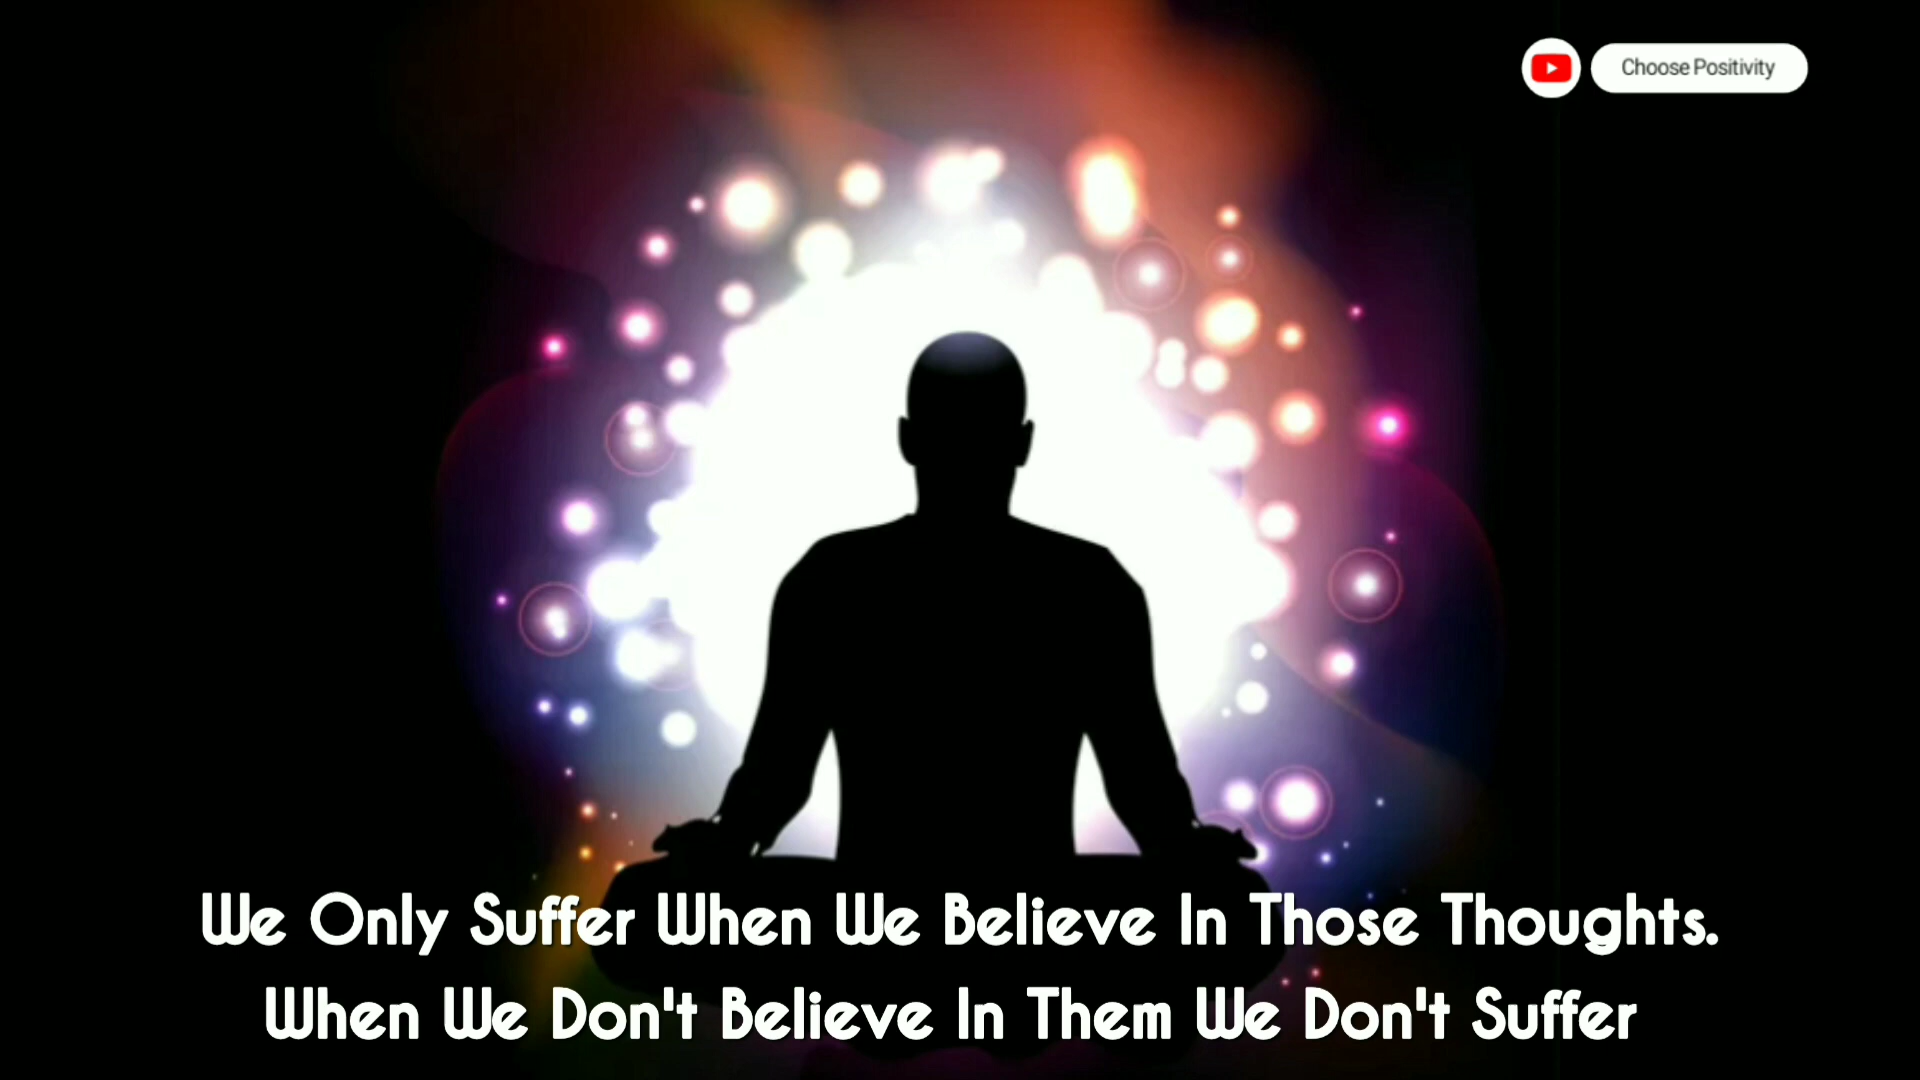 Choose Positivity
We Only Suffer When We Believe In Those Thoughts.
When We Don't Believe In Them We Don't Suffer